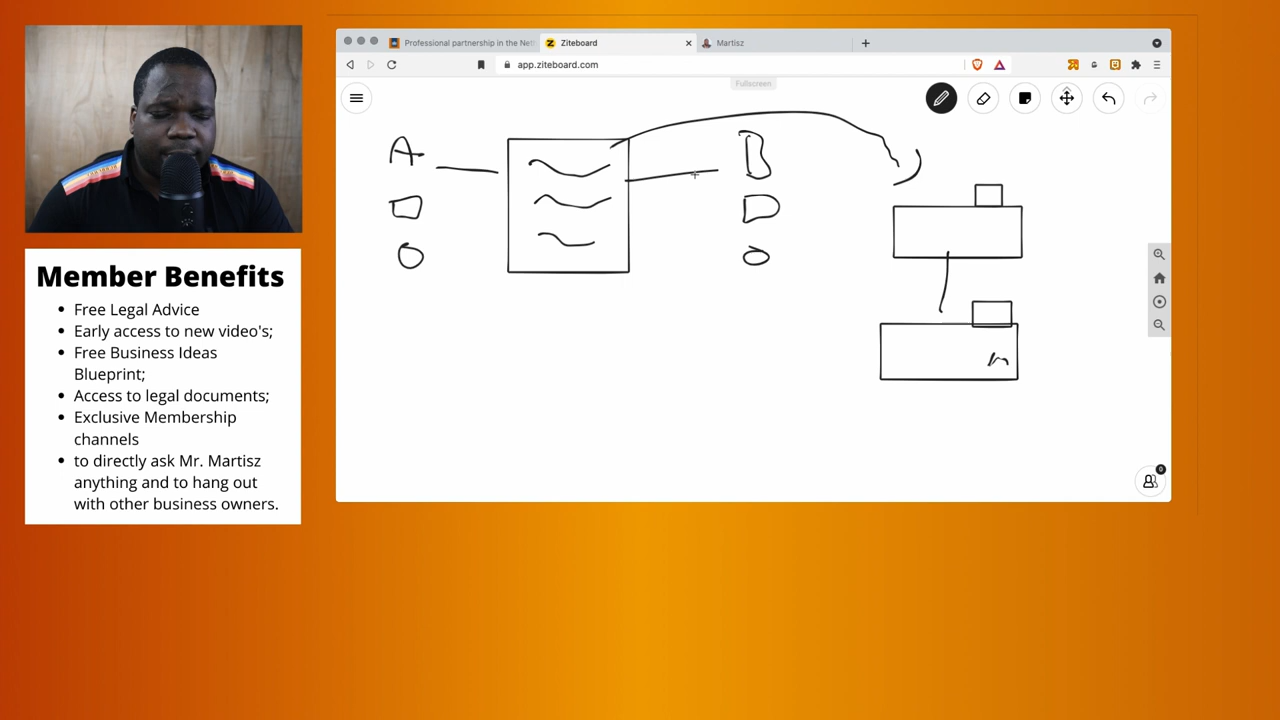 Professional partnership in the Net
Ziteboard
Martisz
app.ziteboard.com
Fullscreen
A
B
D
0
Member Benefits
Free Legal Advice
Early access to new video's;
Free Business Ideas
Blueprint;
Access to legal documents;
Exclusive Membership
channels
to directly ask Mr. Martisz
anything and to hang out
with other business owners.